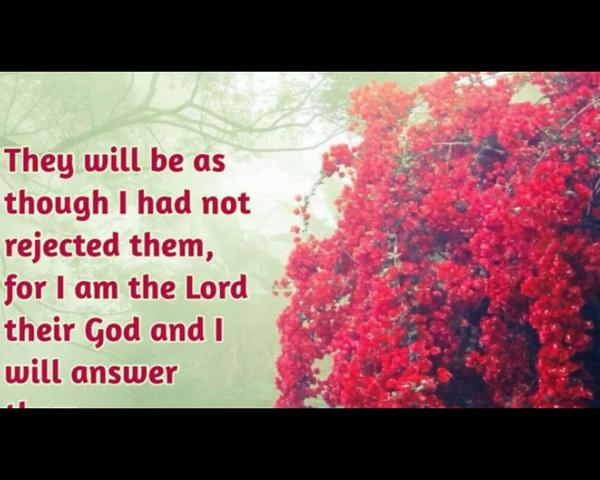 They will be as
though I had not
rejected them,
for I am the Lord
their God and I
will answer